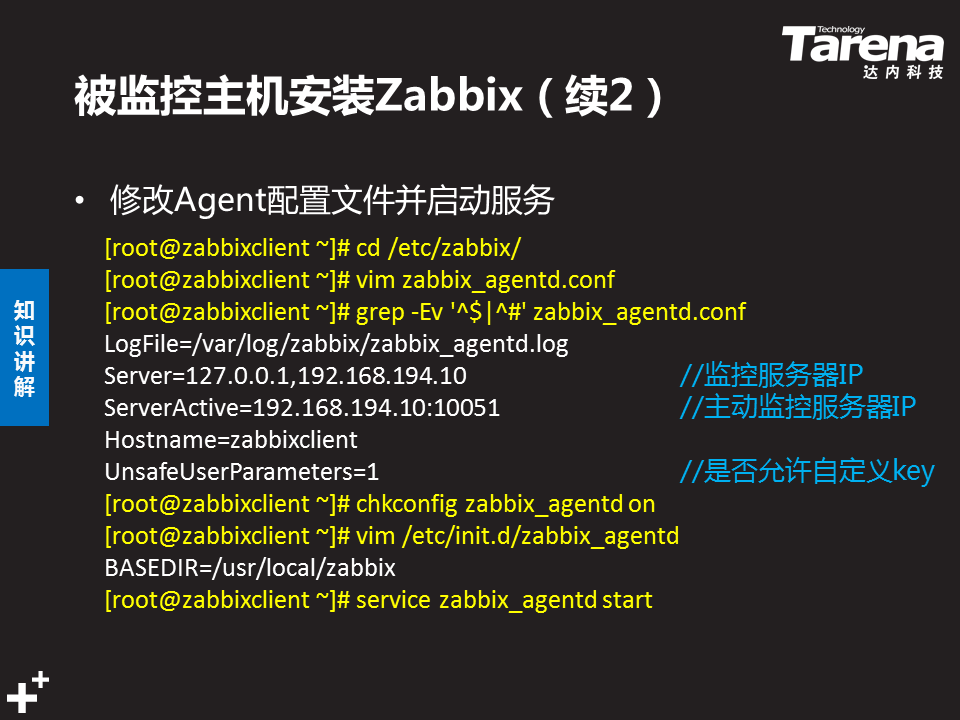 Technology
Tarena
达内科技
被监控主机安装Zabbix（续2）
• 修改Agent配置文件并启动服务
[root@zabbixclient ~]# cd /etc/zabbix/
[root@zabbixclient ~]# vim zabbix_agentd.conf
[root@zabbixclient ~]# grep -Ev '^$|^#' zabbix_agentd.conf
LogFile=/var/log/zabbix/zabbix_agentd.log
Server=127.0.0.1,192.168.194.10 //监控服务器IP
ServerActive=192.168.194.10:10051 //主动监控服务器IP
Hostname=zabbixclient
UnsafeUserParameters=1 //是否允许自定义key
[root@zabbixclient ~]# chkconfig zabbix_agentd on
[root@zabbixclient ~]# vim /etc/init.d/zabbix_agentd
BASEDIR=/usr/local/zabbix
[root@zabbixclient ~]# service zabbix_agentd start
知识讲解